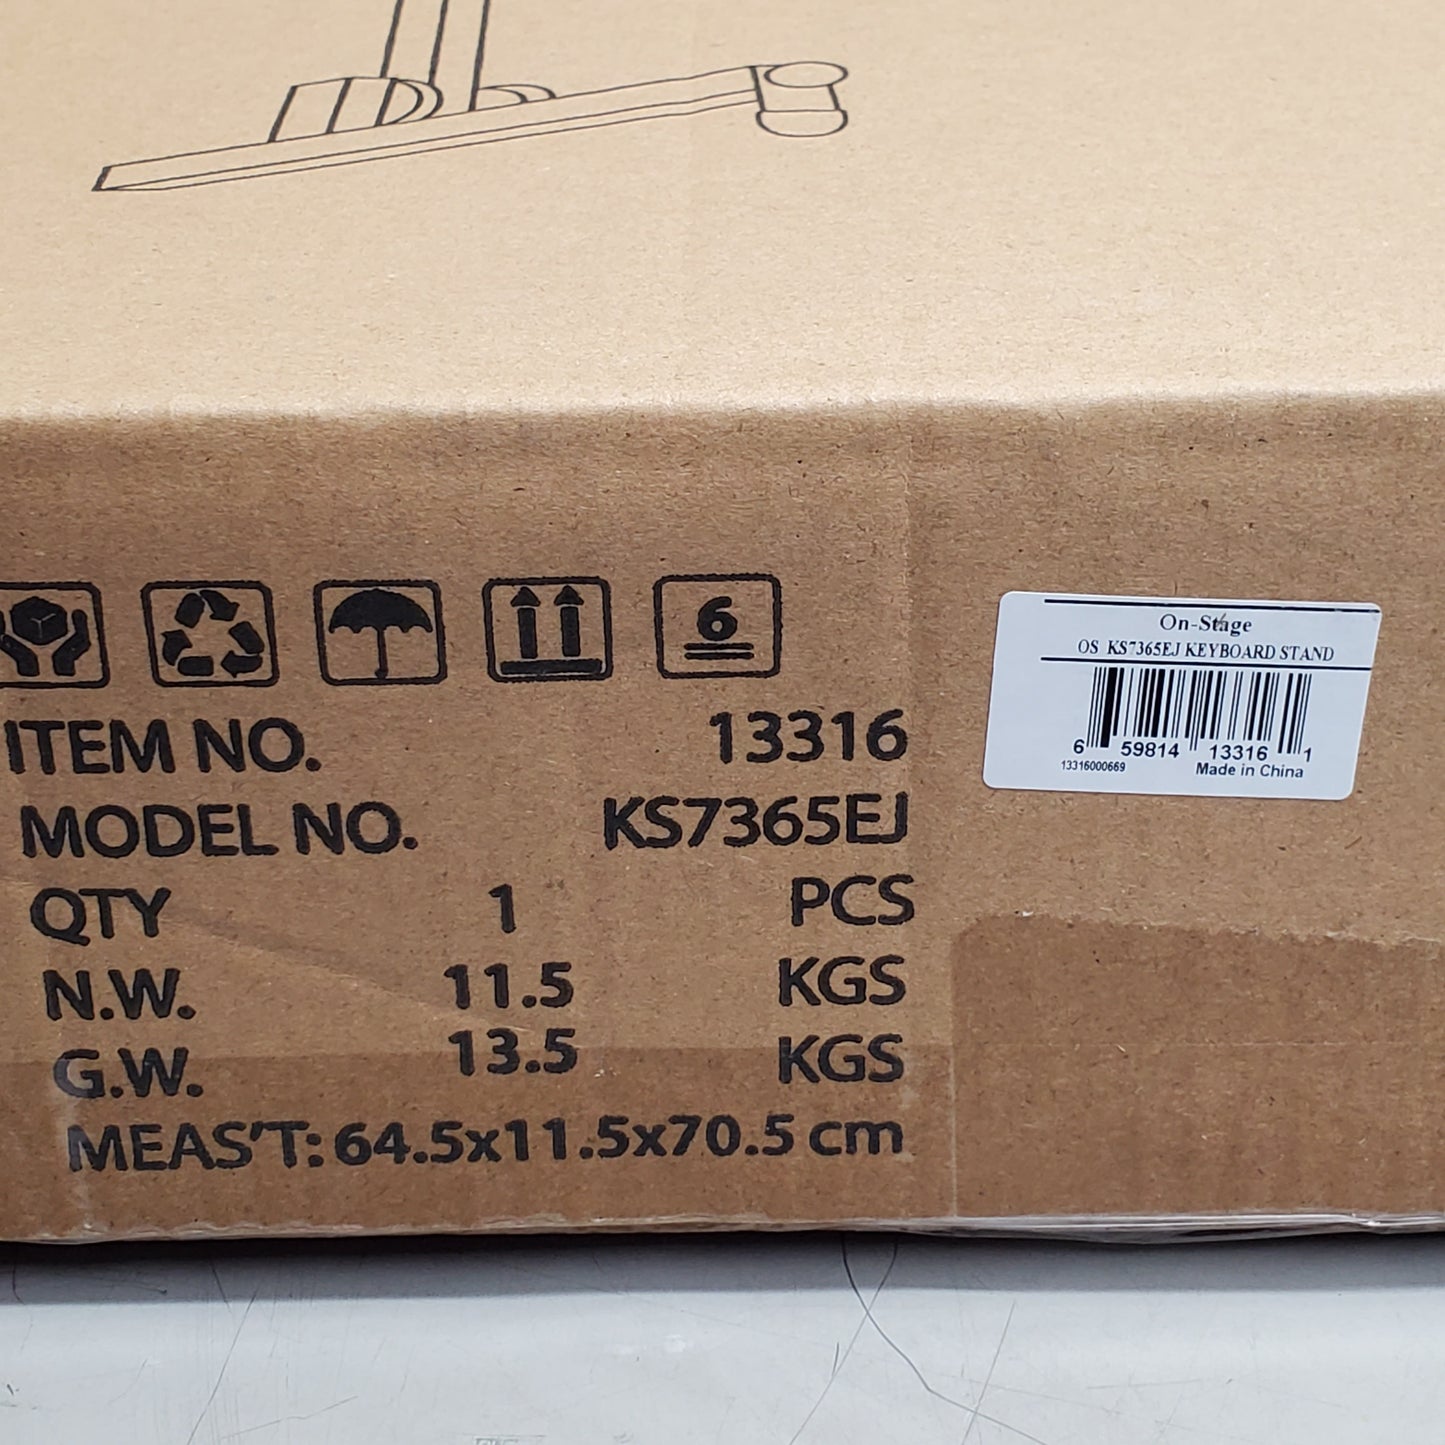 6
ITEM NO. 13316
MODEL NO. KS7365EJ
QTY 1 PCS
N.W. 11.5 KGS
G.W. 13.5 KGS
MEAS'T: 64.5x11.5x70.5 cm
On-Stage
OS KS7365EJ KEYBOARD STAND
6 59814 13316 1
13316000669 Made in China